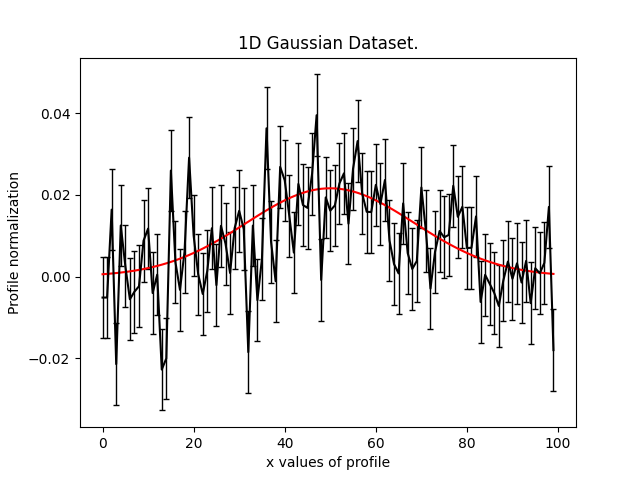 1D Gaussian Dataset.
Profile normalization
0.04
0.02
0.00
−0.02
0 20 40 60 80 100
x values of profile